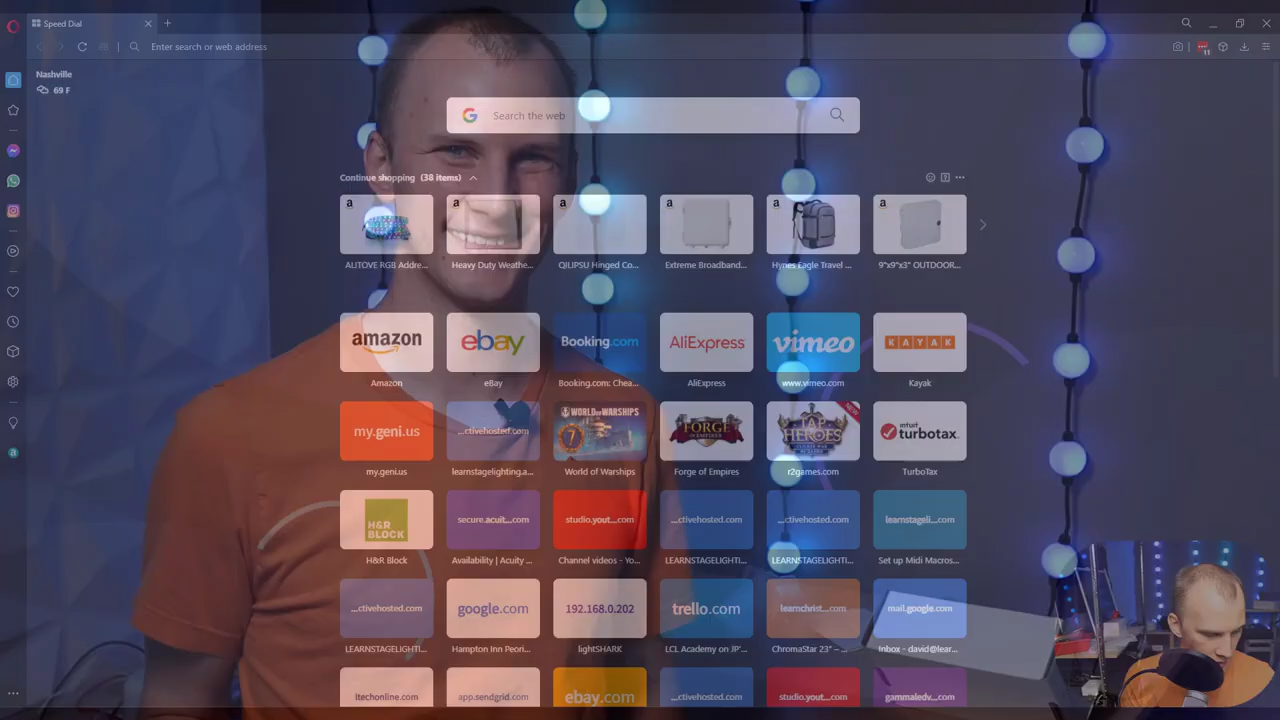 Speed Dial
Enter search or web address
11
Nashville
69 F
Search the web
Continue shopping (38 items)
ALITOVE RGB Addre...
Heavy Duty Weathe...
QILIPSU Hinged Co...
Extreme Broadband...
Hynes Eagle Travel ...
9"x9"x3" OUTDOOR...
amazon
ebay
Booking.com
AliExpress
vimeo
KAYAK
Amazon
eBay
Booking.com: Chea...
AliExpress
www.vimeo.com
Kayak
my.geni.us
...ctivehosted.com
WORLD OF WARSHIPS
7
FORGE OF EMPIRES
TAP HEROES
NEW
intuit turbotax
my.geni.us
learnstagelighting.a...
World of Warships
Forge of Empires
r2games.com
TurboTax
H&R BLOCK
secure.acuit...com
studio.yout...com
...ctivehosted.com
...ctivehosted.com
learnstageli...com
H&R Block
Availability | Acuity ...
Channel videos - Yo...
LEARNSTAGELIGHTI...
LEARNSTAGELIGHTI...
Set up Midi Macros...
...ctivehosted.com
google.com
192.168.0.202
trello.com
learnchrist...com
mail.google.com
LEARNSTAGELIGHTI...
Hampton Inn Peori...
lightSHARK
LCL Academy on JP'...
ChromaStar 23" – ...
Inbox - david@lear...
ltechonline.com
app.sendgrid.com
ebay.com
...ctivehosted.com
studio.yout...com
gammaledv...com